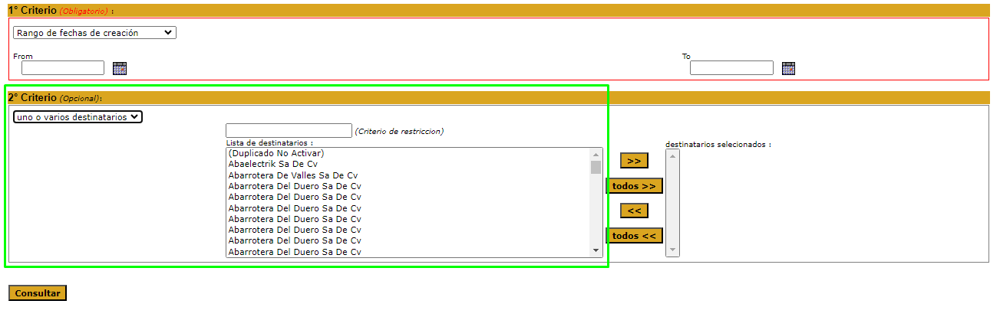 1° Criterio (Obligatorio) :
Rango de fechas de creación
From
To
2° Criterio (Opcional):
uno o varios destinatarios
(Criterio de restriccion)
Lista de destinatarios :
destinatarios selecionados :
(Duplicado No Activar)
Abaelectrik Sa De Cv
Abarrotera De Valles Sa De Cv
Abarrotera Del Duero Sa De Cv
Abarrotera Del Duero Sa De Cv
Abarrotera Del Duero Sa De Cv
Abarrotera Del Duero Sa De Cv
Abarrotera Del Duero Sa De Cv
Abarrotera Del Duero Sa De Cv
Abarrotera Del Duero Sa De Cv
>>
todos >>
<<
todos <<
Consultar